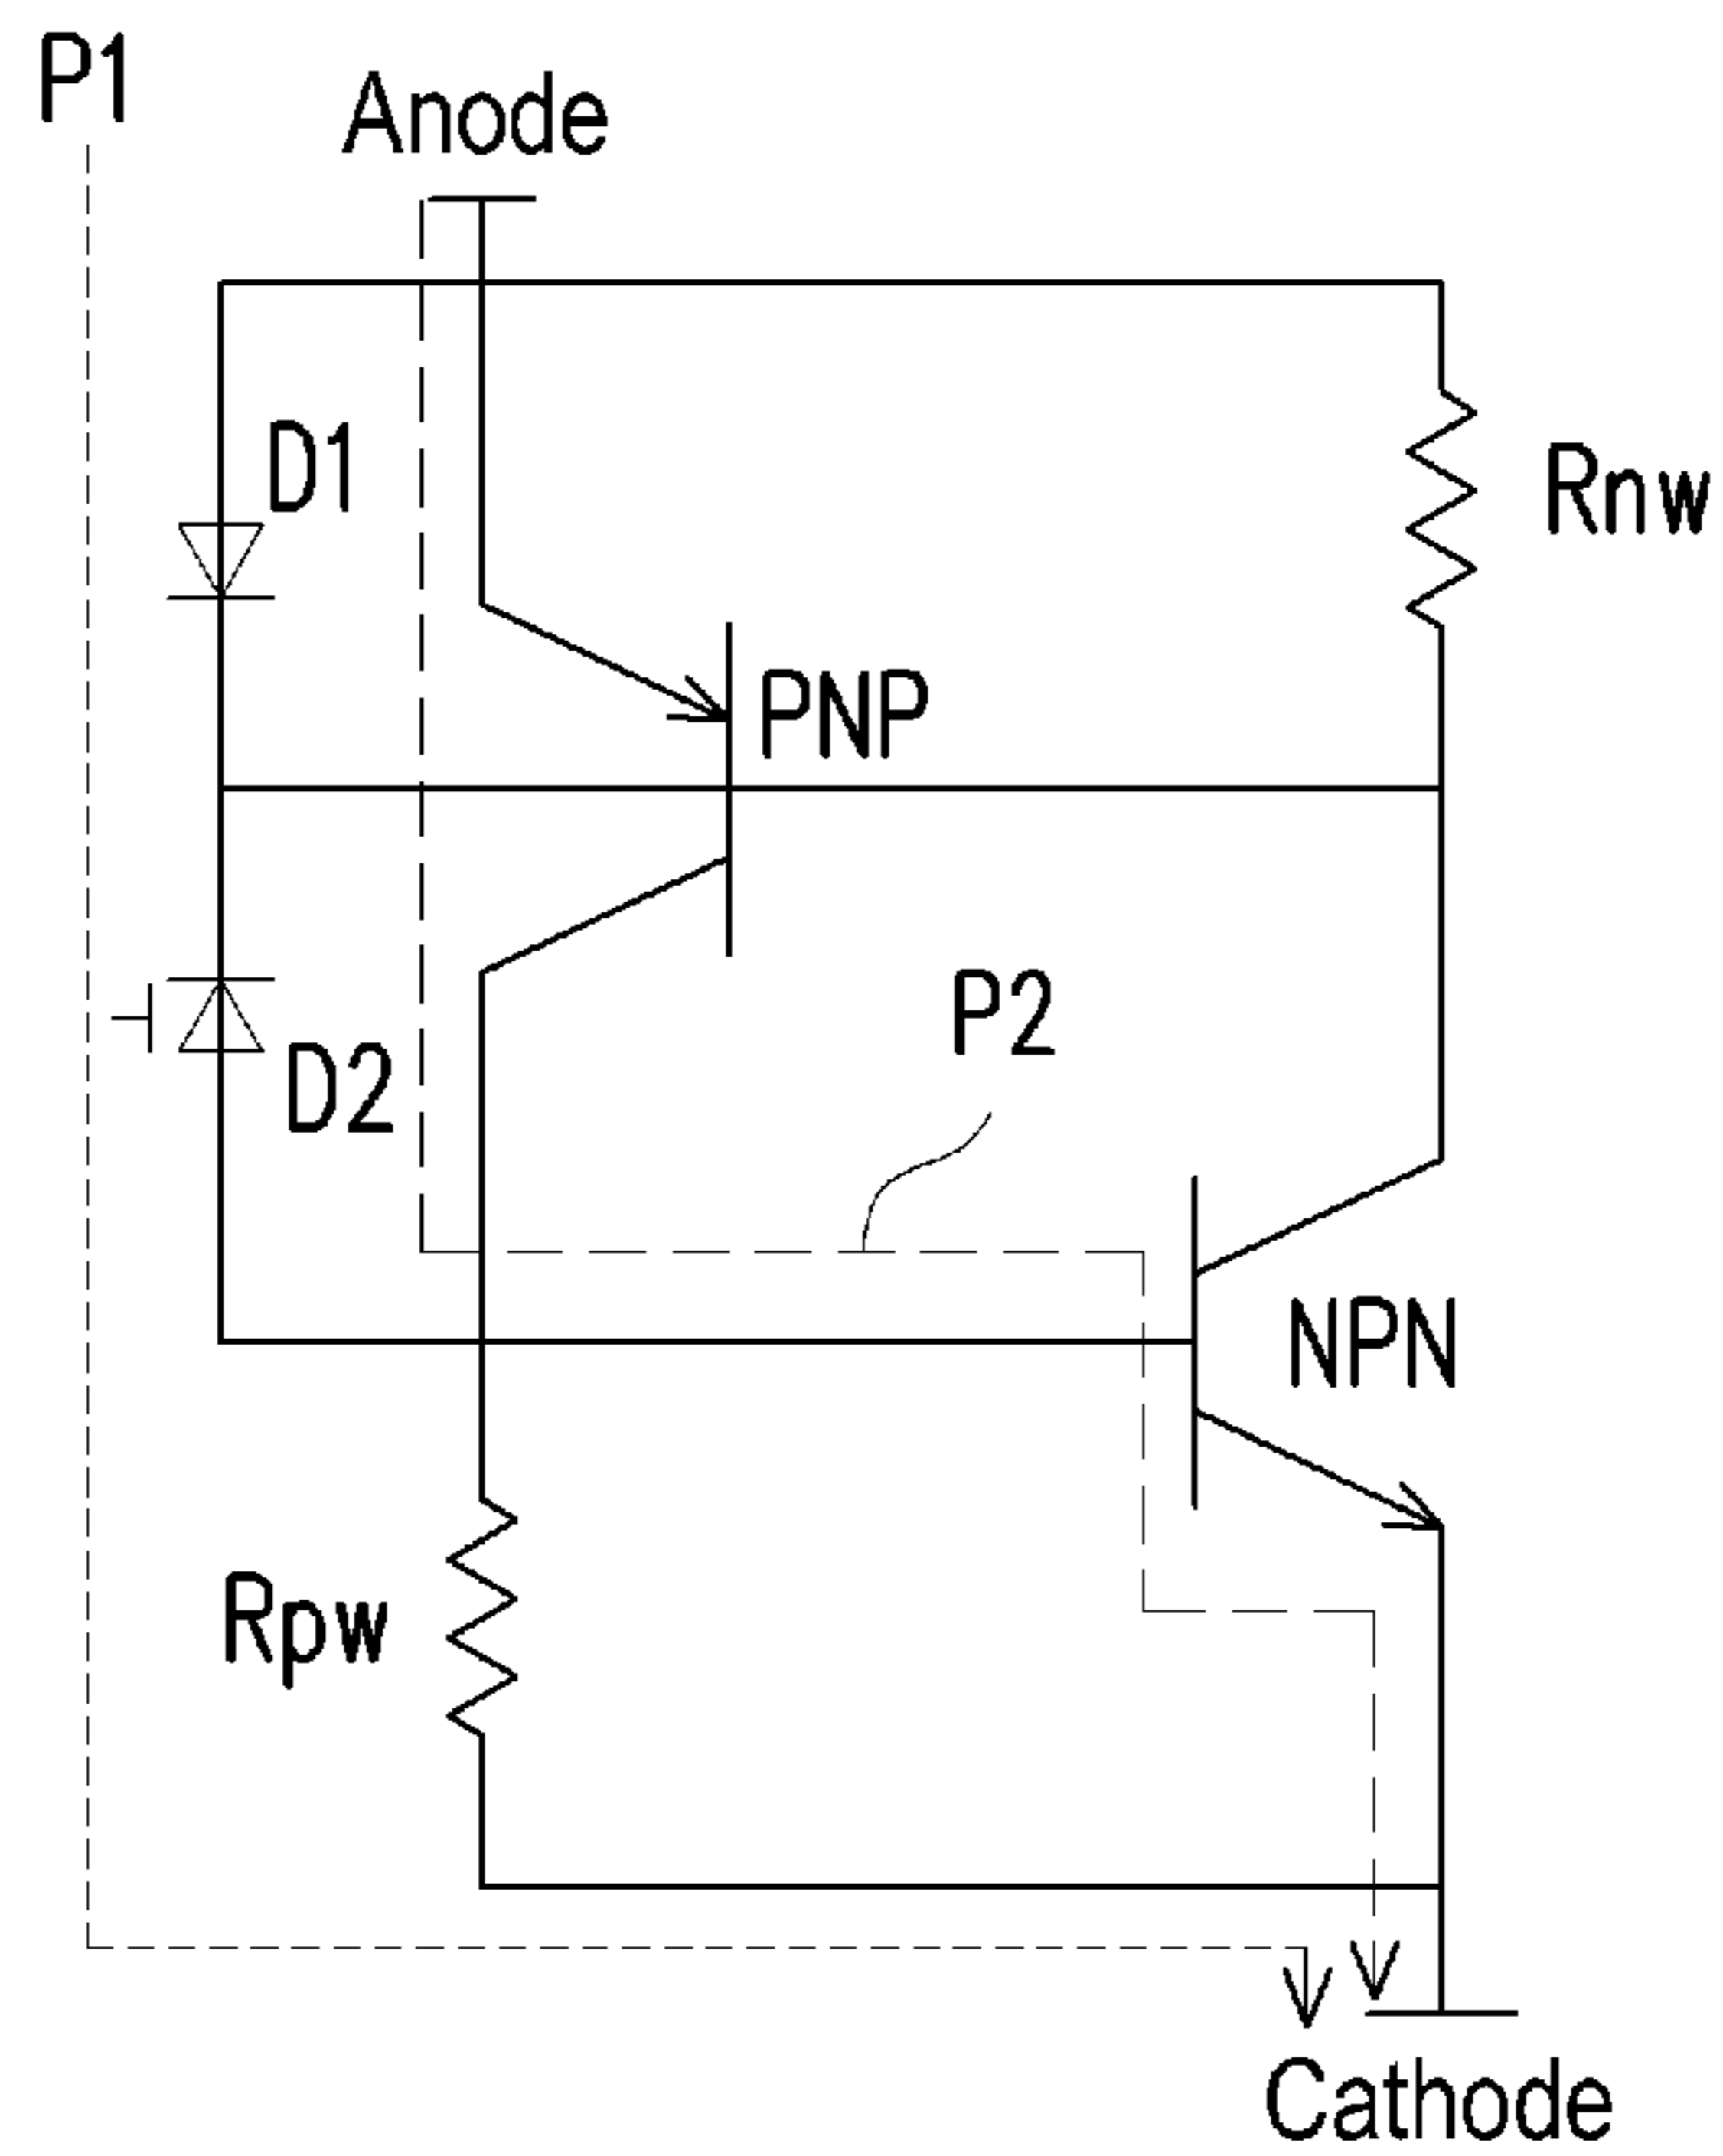 P1
Anode
D1
Rnw
PNP
P2
D2
NPN
Rpw
Cathode